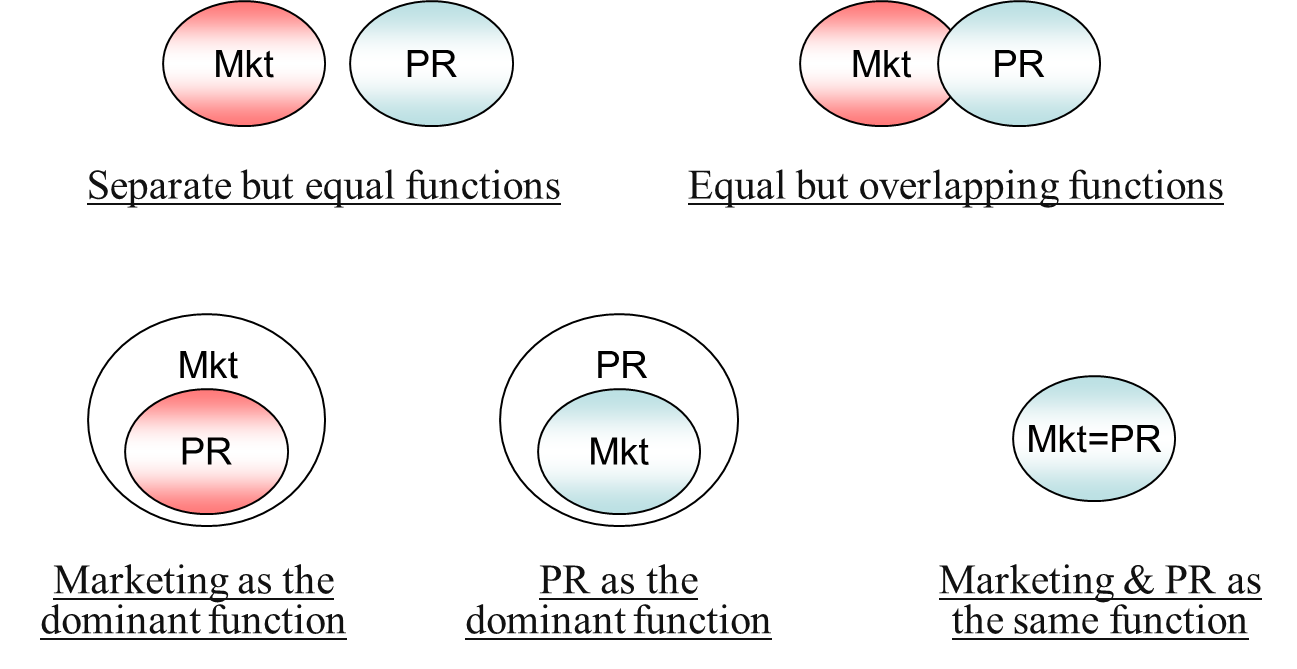 Mkt
PR
Mkt
PR
Separate but equal functions
Equal but overlapping functions
Mkt
PR
PR
Mkt
Mkt=PR
Marketing as the
dominant function
PR as the
dominant function
Marketing & PR as
the same function